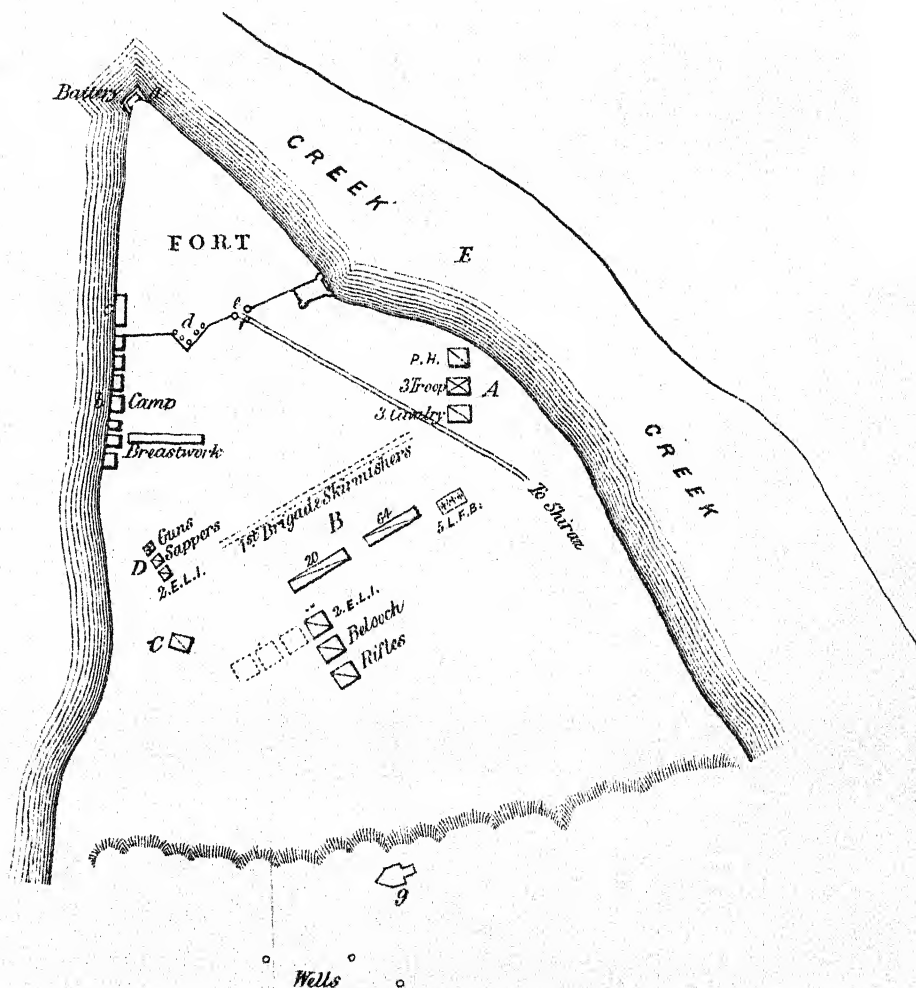 Battery a
CREEK
FORT
E
d
e
f
P.H.
3 Troop
A
3. Cavalry
b
Camp
Breastwork
CREEK
To Shiraz
1st Brigade Skirmishers
B
64
5 L.F.B.
20
Guns
Sappers
D
2.E.L.I.
2.E.L.I.
Belooch
Rifles
C
g
Wells